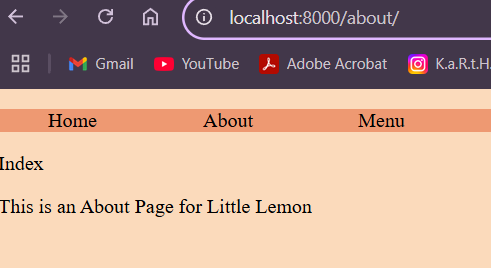 localhost:8000/about/
Gmail YouTube Adobe Acrobat K.a.R.t.H.
Home About Menu
Index
This is an About Page for Little Lemon